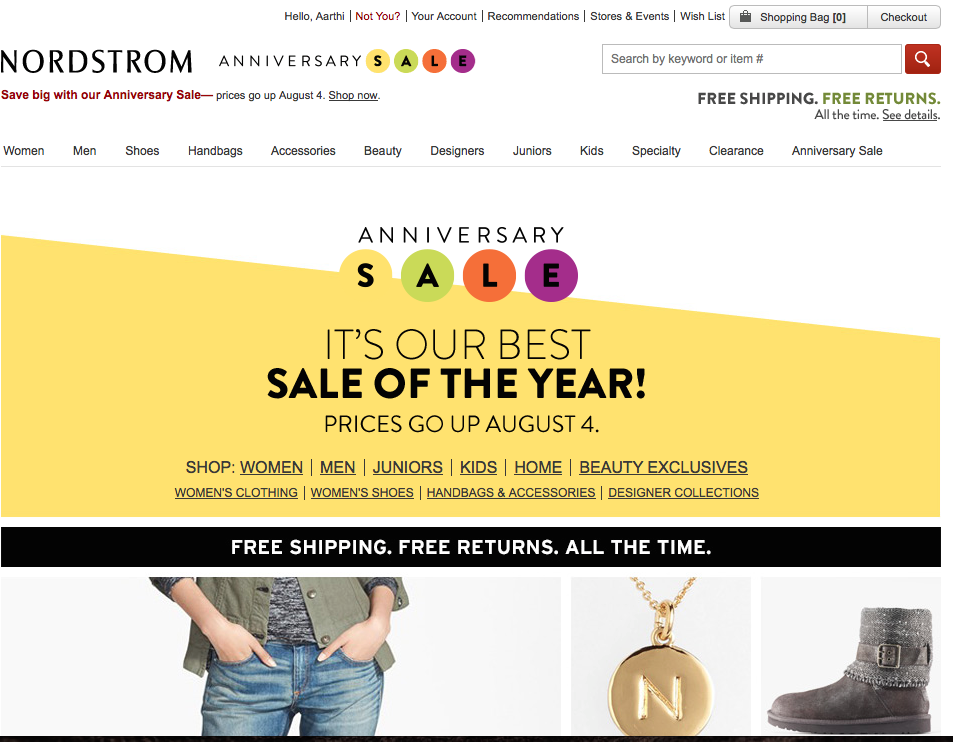 Hello, Aarthi | Not You? | Your Account | Recommendations | Stores & Events | Wish List Shopping Bag [0] Checkout
NORDSTROM ANNIVERSARY SALE
Search by keyword or item #
Save big with our Anniversary Sale— prices go up August 4. Shop now.
FREE SHIPPING. FREE RETURNS.
All the time. See details.
Women Men Shoes Handbags Accessories Beauty Designers Juniors Kids Specialty Clearance Anniversary Sale
ANNIVERSARY
SALE
IT'S OUR BEST
SALE OF THE YEAR!
PRICES GO UP AUGUST 4.
SHOP: WOMEN | MEN | JUNIORS | KIDS | HOME | BEAUTY EXCLUSIVES
WOMEN'S CLOTHING | WOMEN'S SHOES | HANDBAGS & ACCESSORIES | DESIGNER COLLECTIONS
FREE SHIPPING. FREE RETURNS. ALL THE TIME.
N